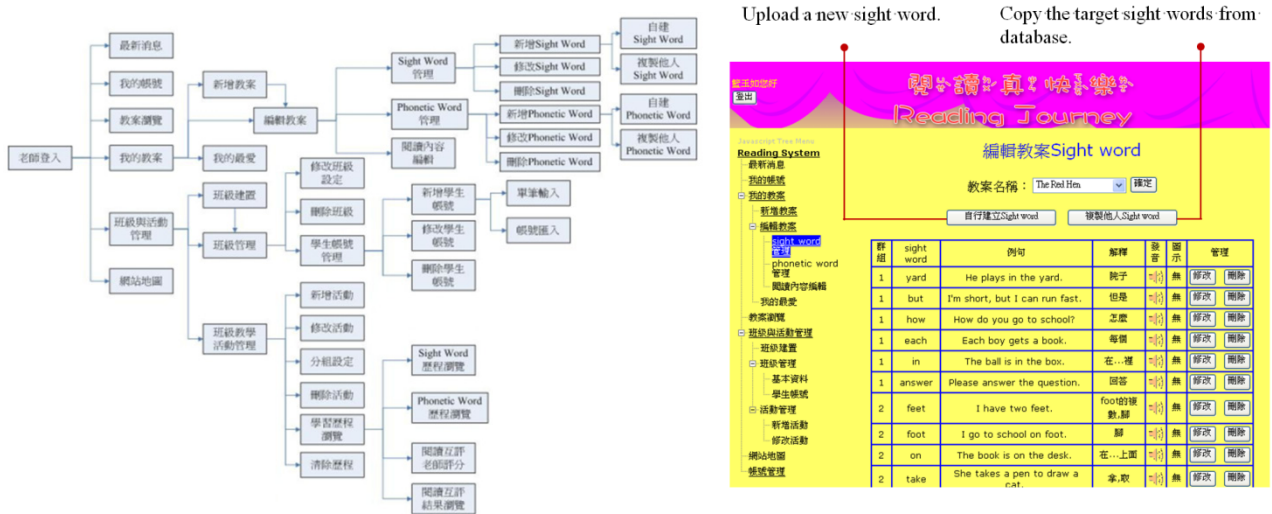 最新消息
我的帳號
教案瀏覽
老師登入
我的教案
班級與活動
管理
網站地圖
新增教案
我的最愛
班級建置
班級管理
班級教學
活動管理
編輯教案
修改班級
設定
刪除班級
學生帳號
管理
新增活動
修改活動
分組設定
刪除活動
學習歷程
瀏覽
清除歷程
Sight Word
管理
Phonetic Word
管理
閱讀內容
編輯
新增學生
帳號
修改學生
帳號
刪除學生
帳號
單筆輸入
帳號匯入
Sight Word
歷程瀏覽
Phonetic Word
歷程瀏覽
閱讀互評
老師評分
閱讀互評
結果瀏覽
新增Sight Word
修改Sight Word
刪除Sight Word
新增Phonetic Word
修改Phonetic Word
刪除Phonetic Word
自建
Sight Word
複製他人
Sight Word
自建
Phonetic Word
複製他人
Phonetic Word
Upload a new sight word.
Copy the target sight words from
database.
藍玉如您好
登出
閱讀真快樂
Reading Journey
Javascript Tree Menu
Reading System
最新消息
我的帳號
我的教案
新增教案
編輯教案
sight word
管理
phonetic word
管理
閱讀內容編輯
我的最愛
教案瀏覽
班級與活動管理
班級建置
班級管理
基本資料
學生帳號
活動管理
新增活動
修改活動
網站地圖
帳號管理
編輯教案Sight word
教案名稱： The Red Hen 確定
自行建立Sight word 複製他人Sight word
群組 sight word 例句 解釋 發音 圖示 管理
1 yard He plays in the yard. 院子 無 修改 刪除
1 but I'm short, but I can run fast. 但是 無 修改 刪除
1 how How do you go to school? 怎麼 無 修改 刪除
1 each Each boy gets a book. 每個 無 修改 刪除
1 in The ball is in the box. 在…裡 無 修改 刪除
1 answer Please answer the question. 回答 無 修改 刪除
2 feet I have two feet. foot的複數,腳 無 修改 刪除
2 foot I go to school on foot. 腳 無 修改 刪除
2 on The book is on the desk. 在…上面 無 修改 刪除
2 take She takes a pen to draw a cat. 拿,取 無 修改 刪除